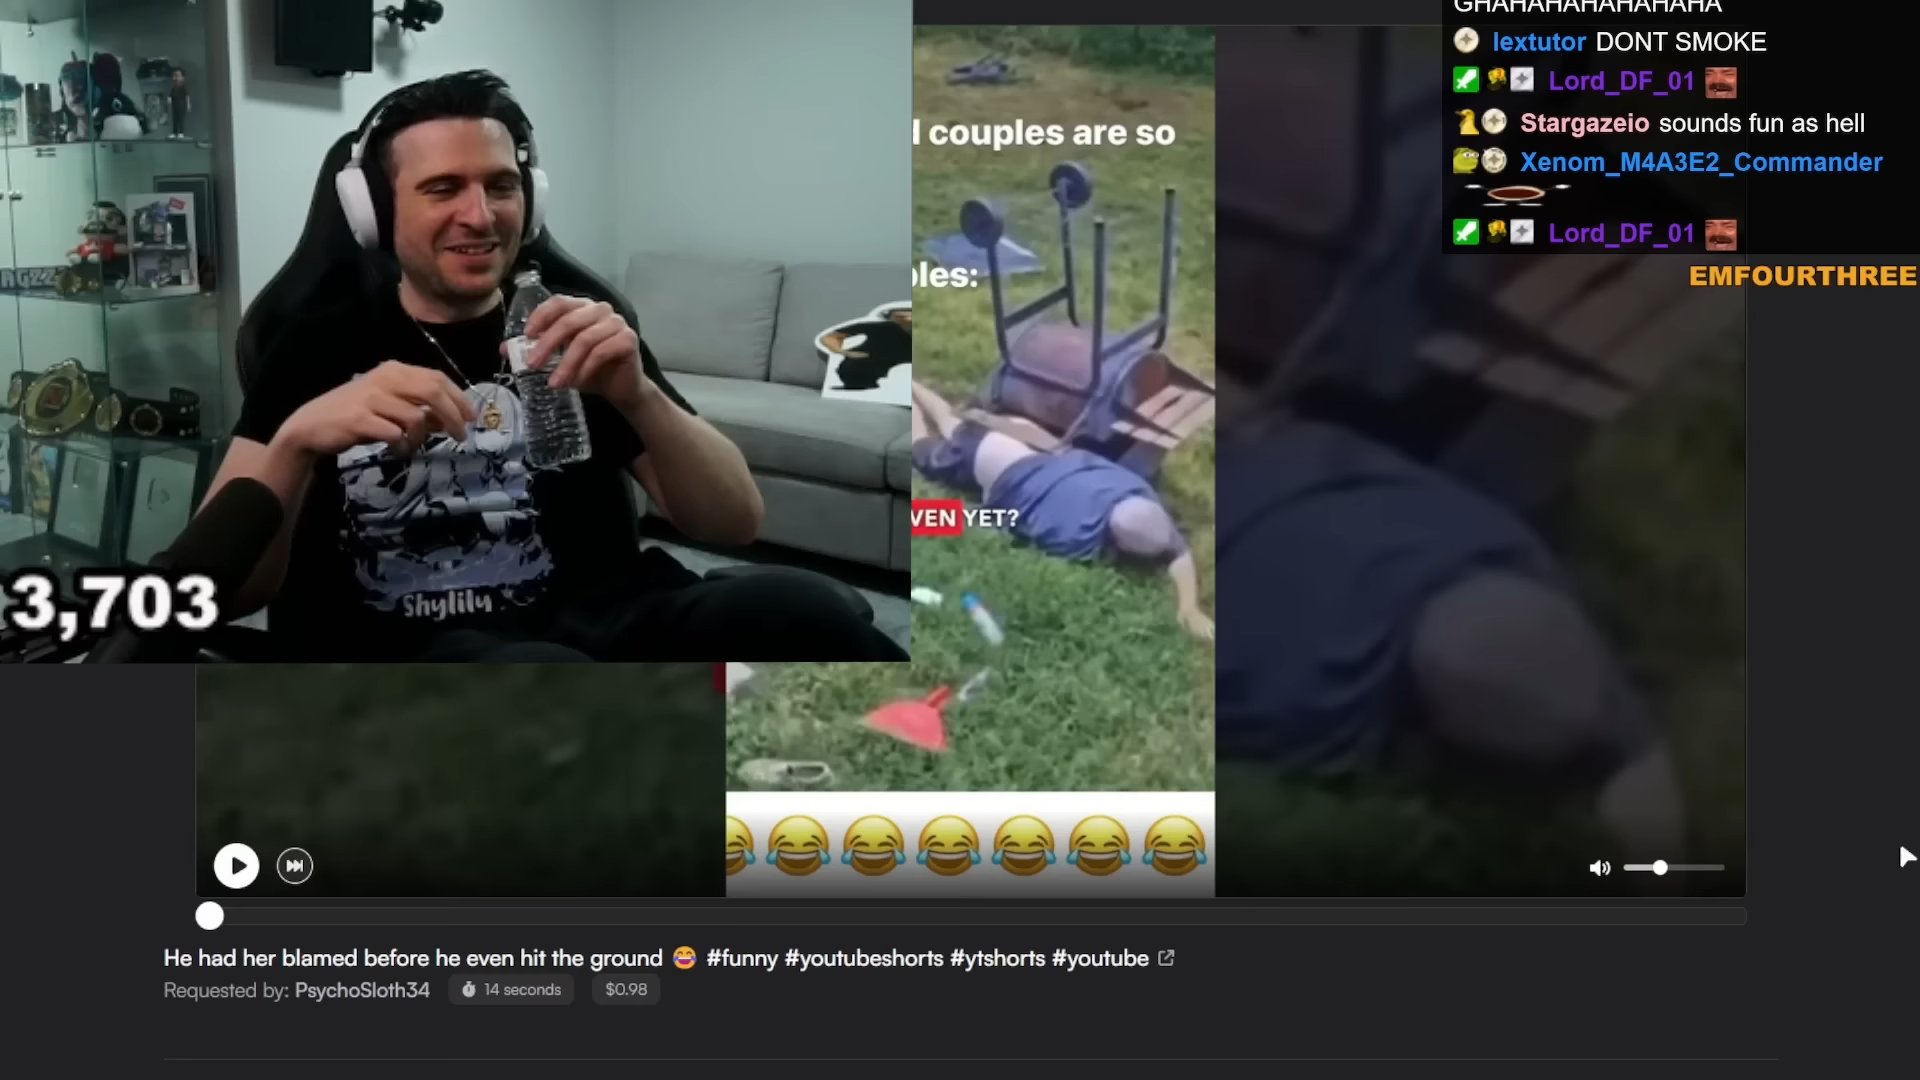 GHAHAHAHAHAHAHA
lextutor DONT SMOKE
Lord_DF_01
Stargazeio sounds fun as hell
Xenom_M4A3E2_Commander
Lord_DF_01
EMFOURTHREE
couples are so
les:
VEN YET?
Shylily
3,703
He had her blamed before he even hit the ground 😂 #funny #youtubeshorts #ytshorts #youtube
Requested by: PsychoSloth34 14 seconds $0.98